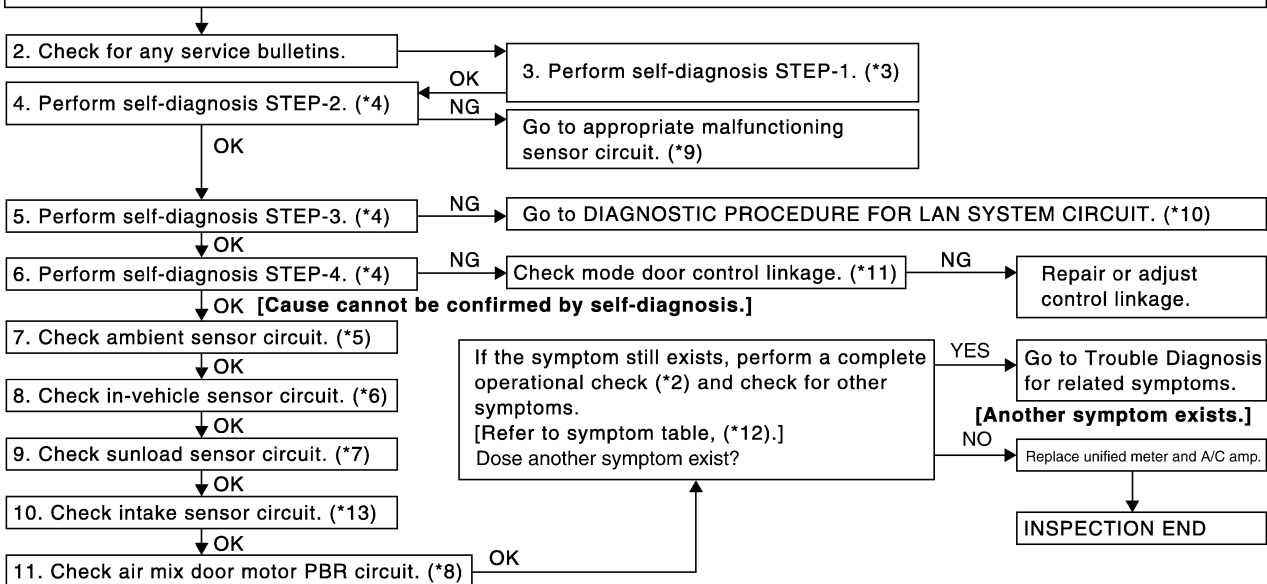 2. Check for any service bulletins.
3. Perform self-diagnosis STEP-1. (*3)
OK
4. Perform self-diagnosis STEP-2. (*4)
NG
Go to appropriate malfunctioning
sensor circuit. (*9)
OK
5. Perform self-diagnosis STEP-3. (*4)
NG
Go to DIAGNOSTIC PROCEDURE FOR LAN SYSTEM CIRCUIT. (*10)
OK
6. Perform self-diagnosis STEP-4. (*4)
NG
Check mode door control linkage. (*11)
NG
Repair or adjust
control linkage.
OK [Cause cannot be confirmed by self-diagnosis.]
7. Check ambient sensor circuit. (*5)
OK
8. Check in-vehicle sensor circuit. (*6)
OK
9. Check sunload sensor circuit. (*7)
OK
10. Check intake sensor circuit. (*13)
OK
11. Check air mix door motor PBR circuit. (*8)
OK
If the symptom still exists, perform a complete
operational check (*2) and check for other
symptoms.
[Refer to symptom table, (*12).]
Dose another symptom exist?
YES
Go to Trouble Diagnosis
for related symptoms.
[Another symptom exists.]
NO
Replace unified meter and A/C amp.
INSPECTION END